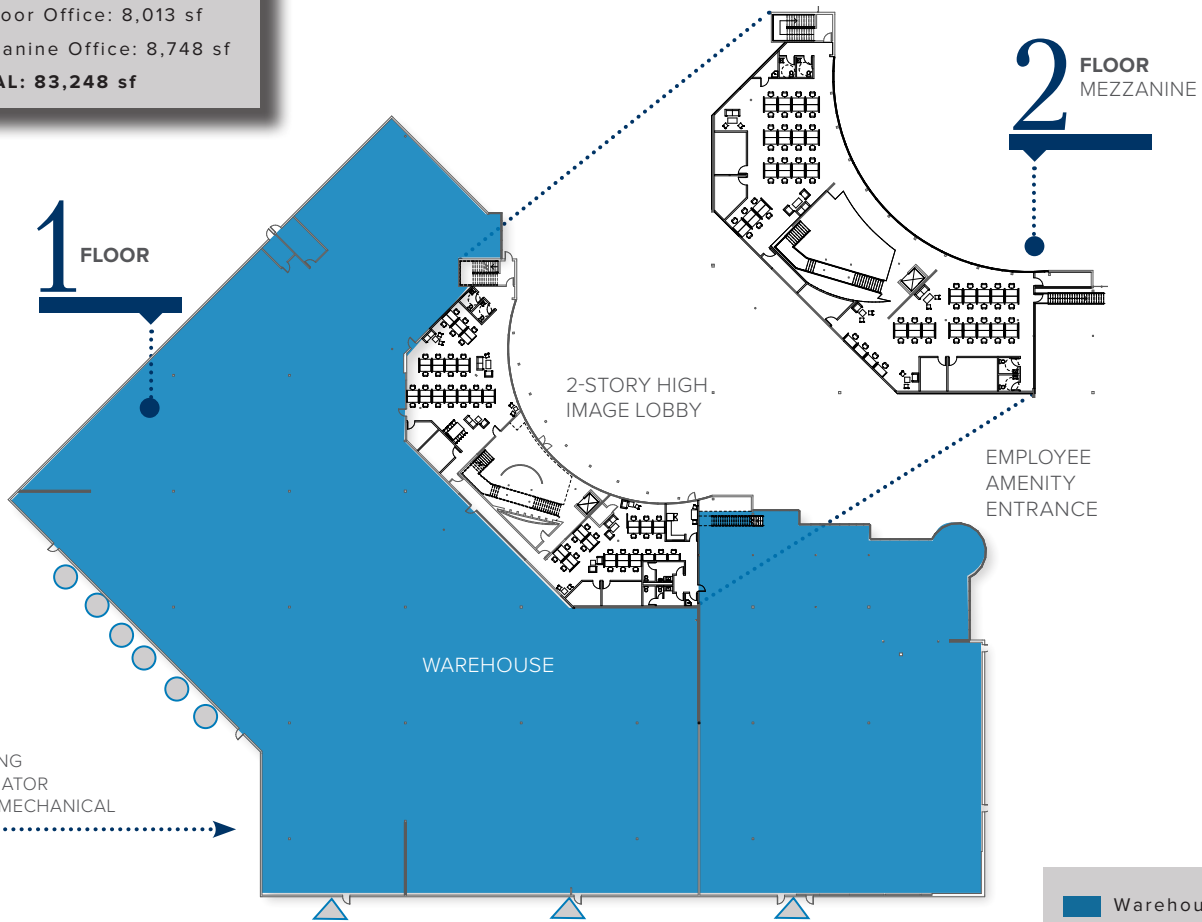 oor Office: 8,013 sf
anine Office: 8,748 sf
AL: 83,248 sf
2 FLOOR
MEZZANINE
1 FLOOR
2-STORY HIGH
IMAGE LOBBY
EMPLOYEE
AMENITY
ENTRANCE
WAREHOUSE
NG
ATOR
MECHANICAL
Warehou